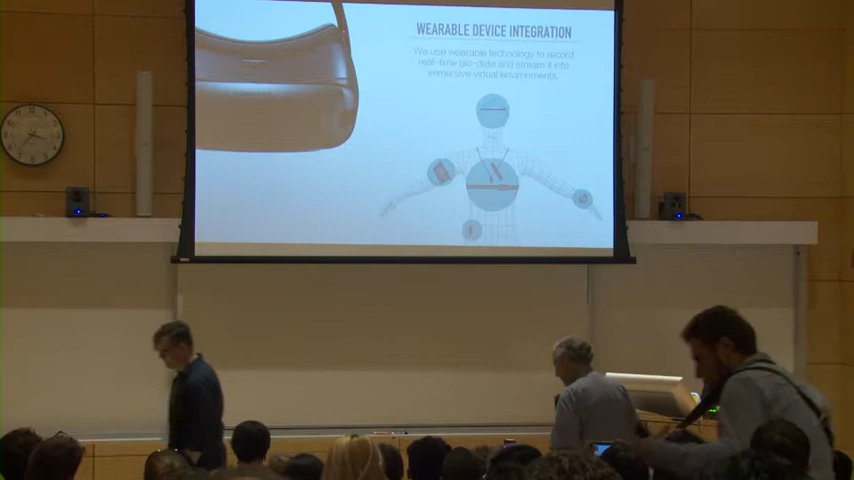 WEARABLE DEVICE INTEGRATION
We use wearable technology to record
real-time bio-data and stream it into
immersive virtual environments.